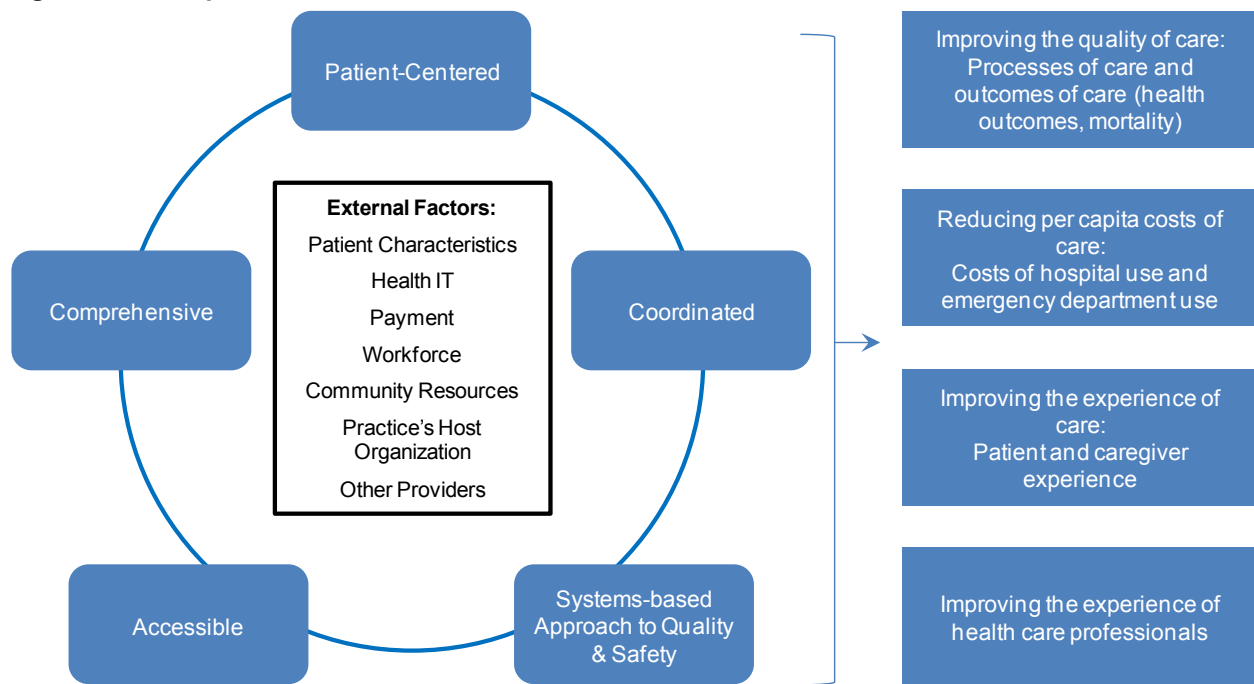 Patient-Centered
External Factors:
Patient Characteristics
Health IT
Payment
Workforce
Community Resources
Practice's Host
Organization
Other Providers
Comprehensive
Coordinated
Accessible
Systems-based
Approach to Quality
& Safety
Improving the quality of care:
Processes of care and
outcomes of care (health
outcomes, mortality)
Reducing per capita costs of
care:
Costs of hospital use and
emergency department use
Improving the experience of
care:
Patient and caregiver
experience
Improving the experience of
health care professionals